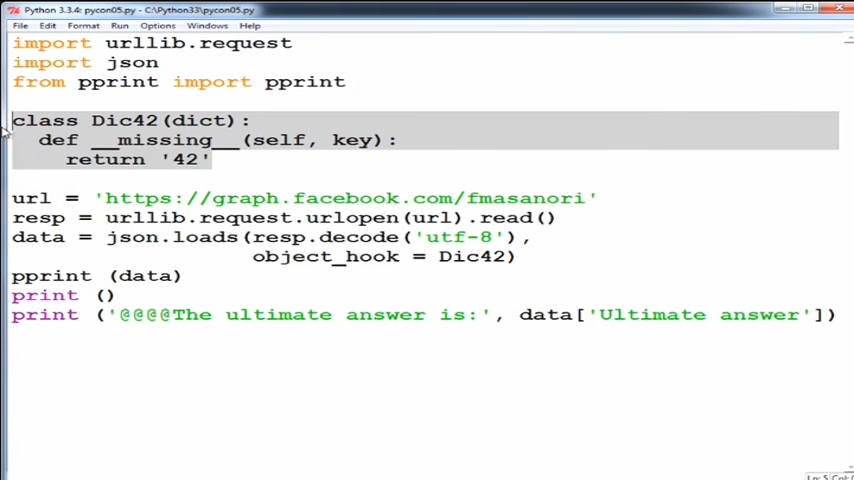 Python 3.3.4: pycon05.py - C:\Python33\pycon05.py
File Edit Format Run Options Windows Help
import urllib.request
import json
from pprint import pprint
class Dic42(dict):
  def __missing__(self, key):
    return '42'
url = 'https://graph.facebook.com/fmasanori'
resp = urllib.request.urlopen(url).read()
data = json.loads(resp.decode('utf-8'),
                  object_hook = Dic42)
pprint (data)
print ()
print ('@@@@The ultimate answer is:', data['Ultimate answer'])